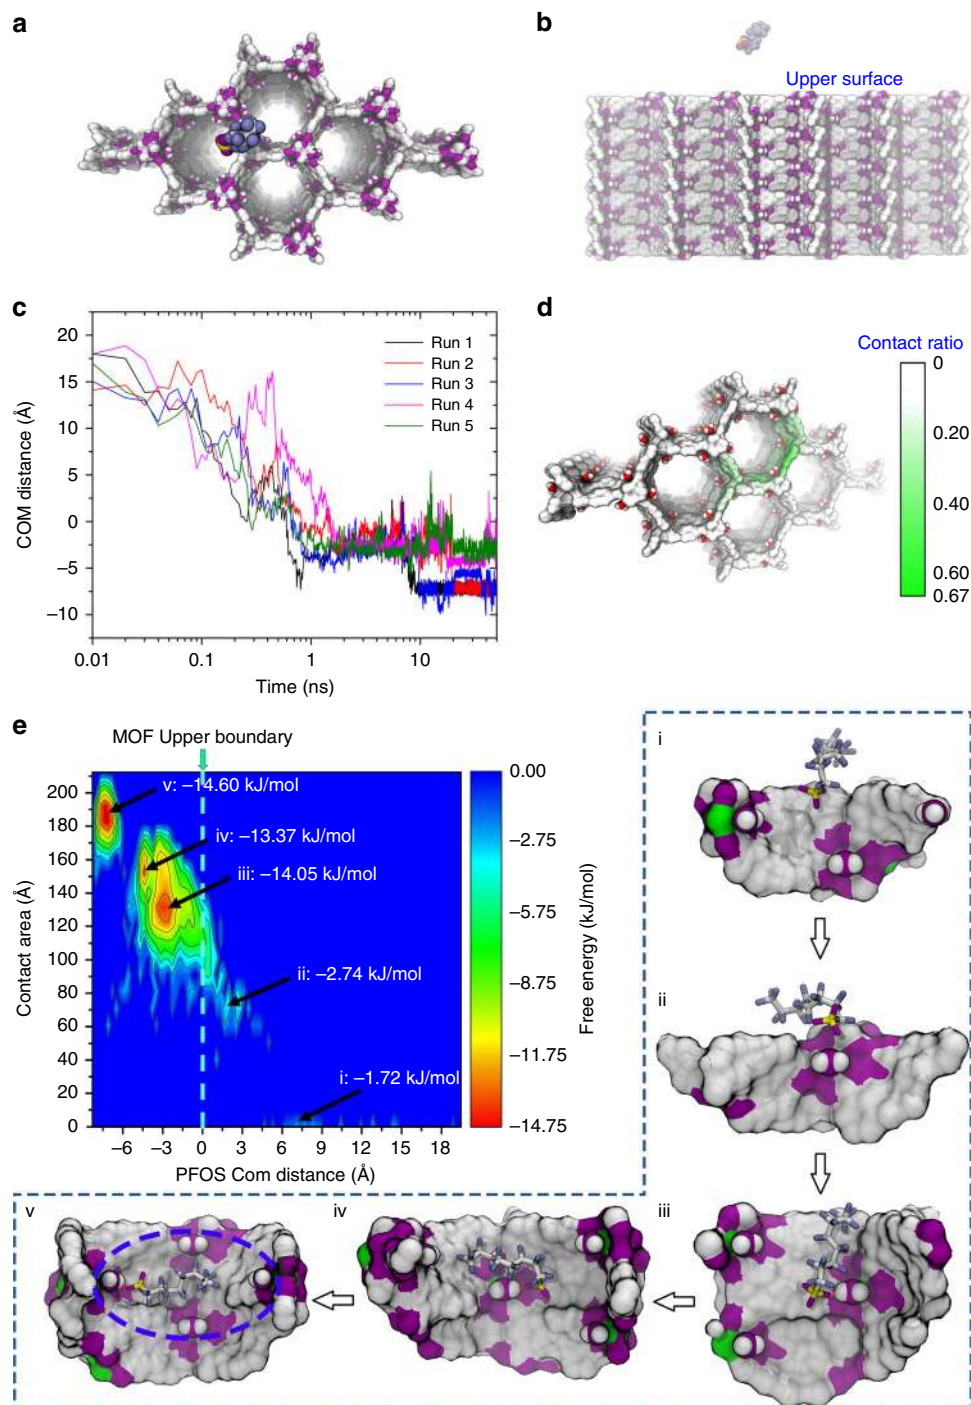 a
b
Upper surface
c
COM distance (Å)
20
15
10
5
0
−5
−10
Run 1
Run 2
Run 3
Run 4
Run 5
0.01
0.1
1
10
Time (ns)
d
Contact ratio
0
0.20
0.40
0.60
0.67
e
MOF Upper boundary
Contact area (Å)
200
180
160
140
120
100
80
60
40
20
0
v: −14.60 kJ/mol
iv: −13.37 kJ/mol
iii: −14.05 kJ/mol
ii: −2.74 kJ/mol
i: −1.72 kJ/mol
−6
−3
0
3
6
9
12
15
18
PFOS Com distance (Å)
0.00
−2.75
−5.75
−8.75
−11.75
−14.75
Free energy (kJ/mol)
i
ii
iii
iv
v